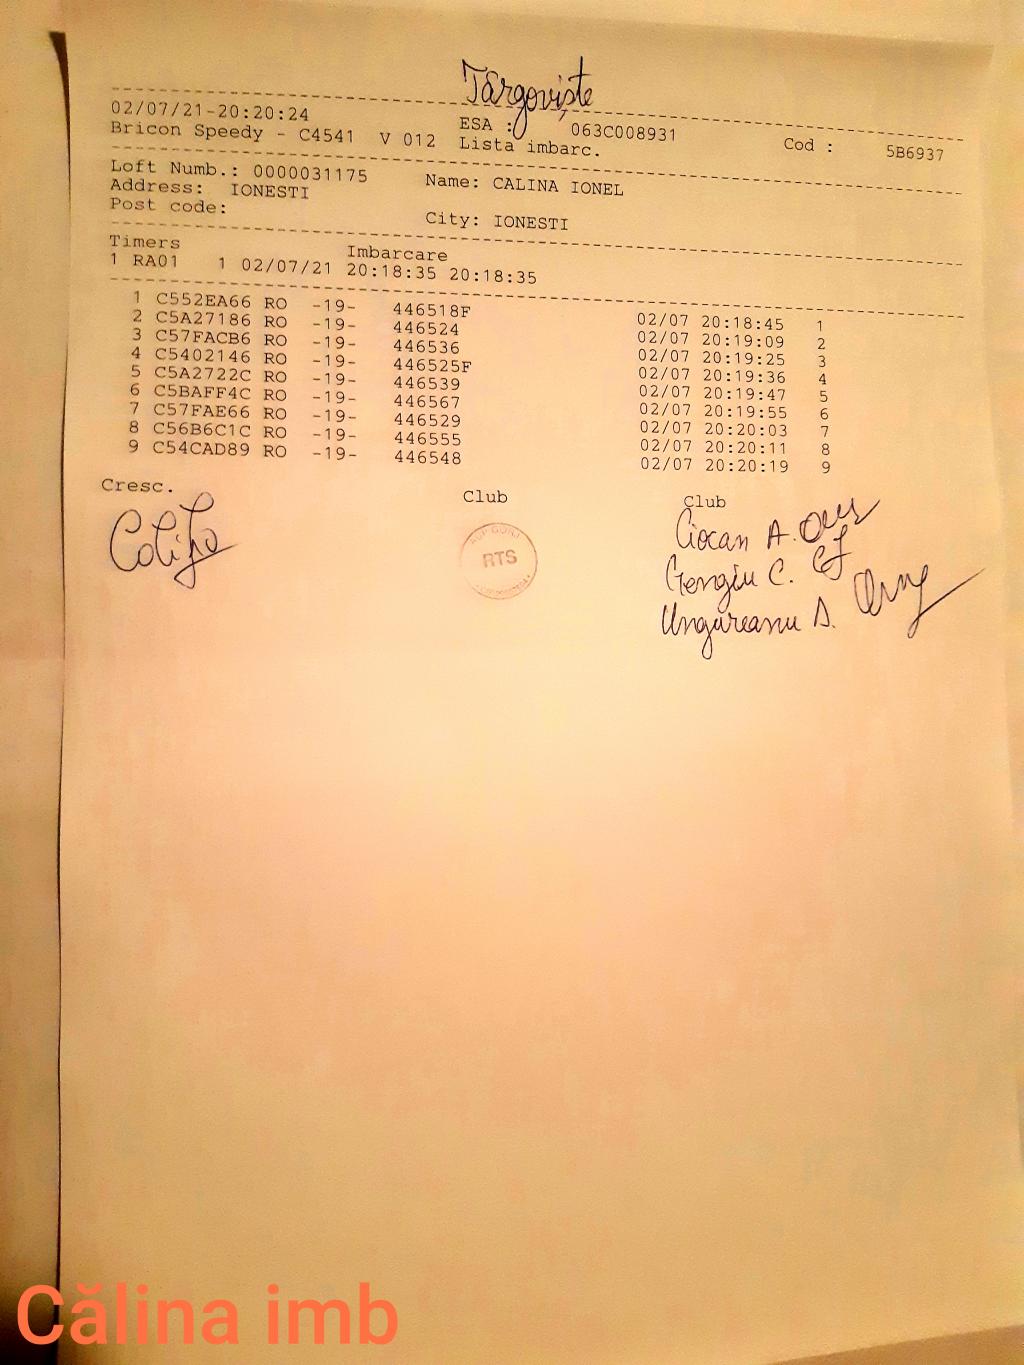 Târgoviște
02/07/21-20:20:24 ESA : 063C008931 Cod : 5B6937
Bricon Speedy - C4541 V 012 Lista imbarc.
Loft Numb.: 0000031175 Name: CALINA IONEL
Address: IONESTI
Post code: City: IONESTI
Timers Imbarcare
1 RA01 1 02/07/21 20:18:35 20:18:35
1 C552EA66 RO -19- 446518F 02/07 20:18:45 1
2 C5A27186 RO -19- 446524 02/07 20:19:09 2
3 C57FACB6 RO -19- 446536 02/07 20:19:25 3
4 C5402146 RO -19- 446525F 02/07 20:19:36 4
5 C5A2722C RO -19- 446539 02/07 20:19:47 5
6 C5BAFF4C RO -19- 446567 02/07 20:19:55 6
7 C57FAE66 RO -19- 446529 02/07 20:20:03 7
8 C56B6C1C RO -19- 446555 02/07 20:20:11 8
9 C54CAD89 RO -19- 446548 02/07 20:20:19 9
Cresc. Club Club
Ciocan A.
RTS
Gengiu C.
Ungureanu D.
Călina imb